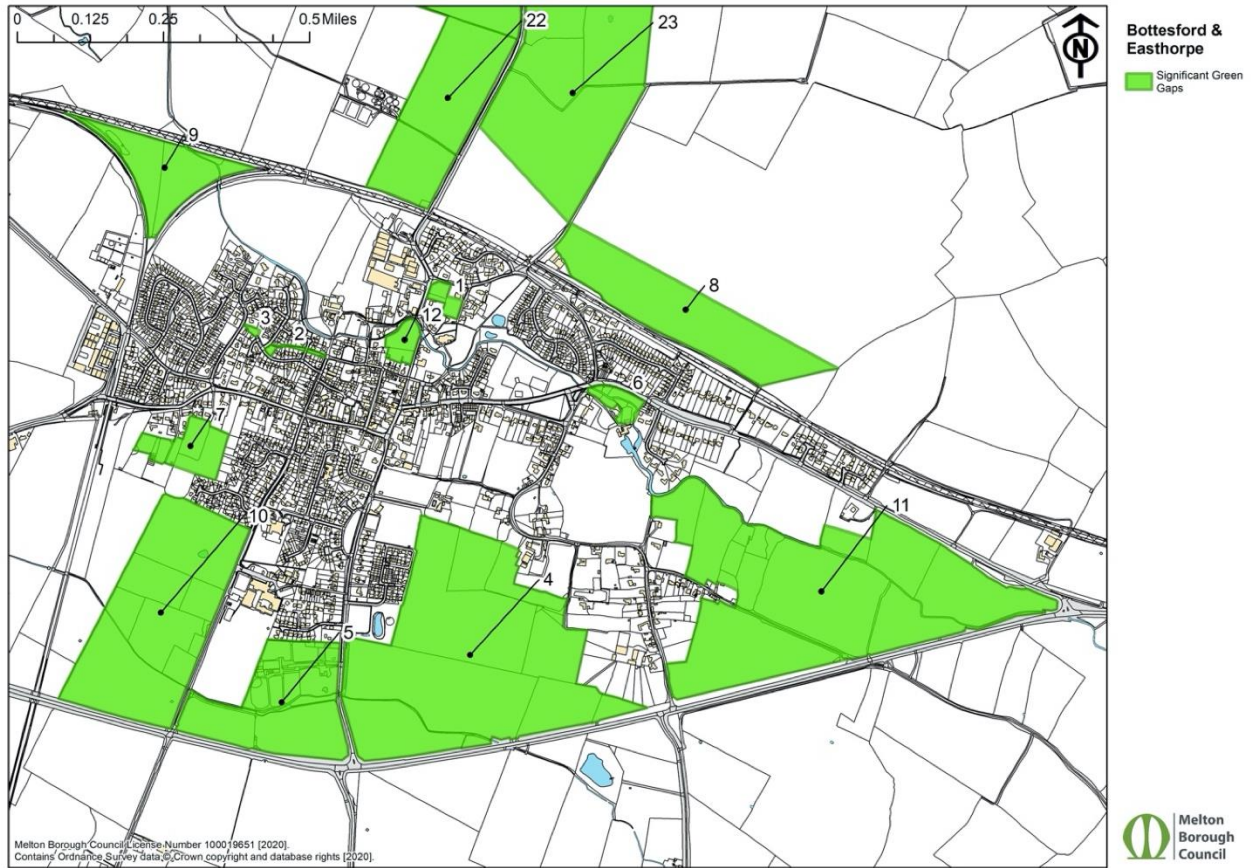 0 0.125 0.25 0.5 Miles
22
23
N
Bottesford &
Easthorpe
Significant Green
Gaps
9
8
1
12
3
2
6
7
11
10
4
5
Melton Borough Council License Number 100019651 [2020].
Contains Ordnance Survey data © Crown copyright and database rights [2020].
Melton
Borough
Council